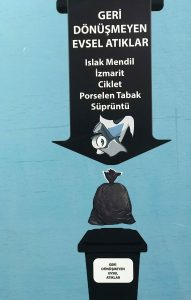 GERİ
DÖNÜŞMEYEN
EVSEL ATIKLAR
Islak Mendil
İzmarit
Ciklet
Porselen Tabak
Süprüntü
GERİ
DÖNÜŞMEYEN
EVSEL
ATIKLAR